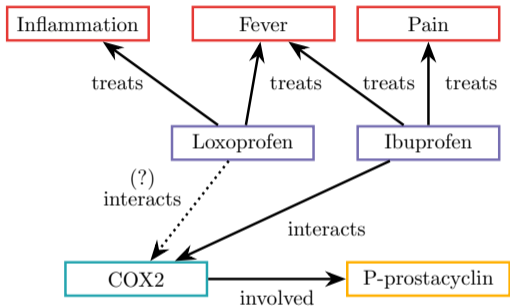 Inflammation
Fever
Pain
treats
treats
treats
treats
Loxoprofen
Ibuprofen
(?)
interacts
interacts
COX2
P-prostacyclin
involved